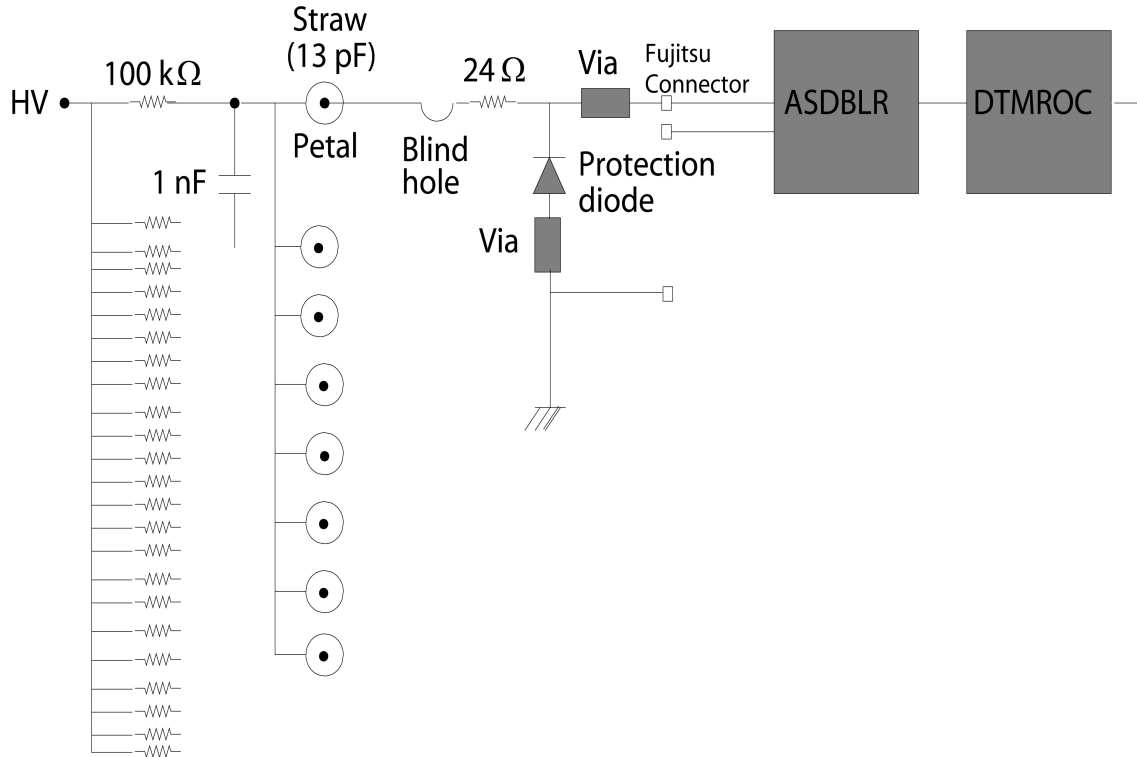 Straw
(13 pF)
100 kΩ
24 Ω
Via
Fujitsu
Connector
HV
ASDBLR
DTMROC
Petal
Blind
hole
1 nF
Protection
diode
Via